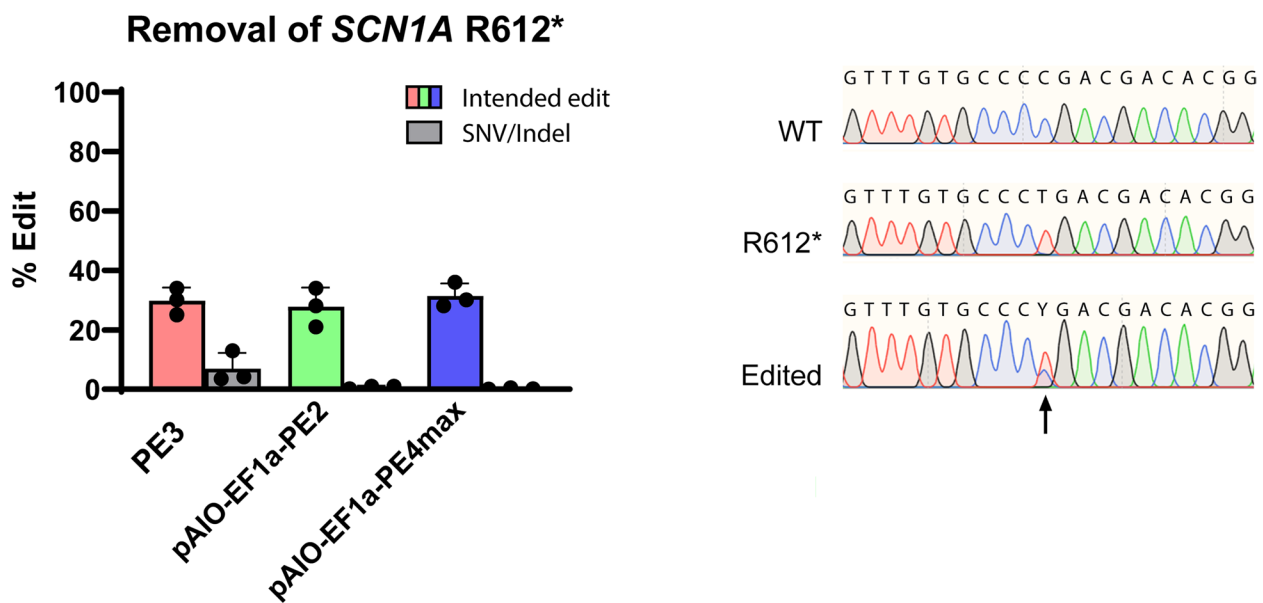 Removal of SCN1A R612*
% Edit
100
80
60
40
20
0
Intended edit
SNV/Indel
PE3
pAIO-EF1a-PE2
pAIO-EF1a-PE4max
G T T T G T G C C C C G A C G A C A C G G
WT
G T T T G T G C C C T G A C G A C A C G G
R612*
G T T T G T G C C C Y G A C G A C A C G G
Edited